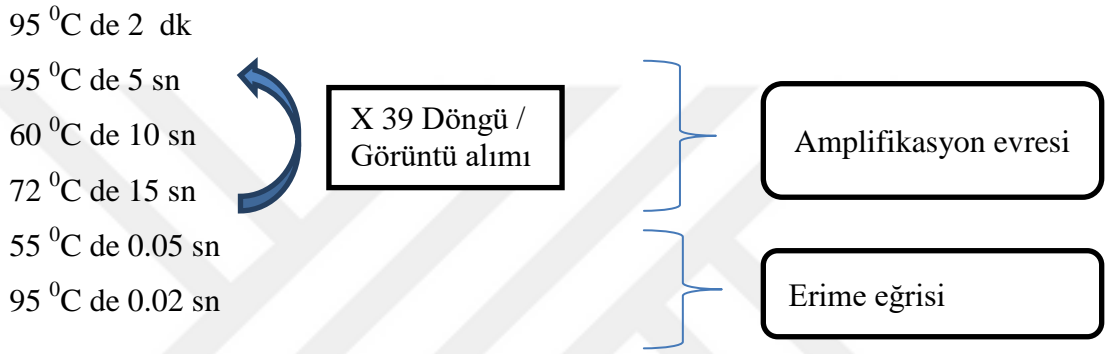 95 ⁰C de 2 dk
95 ⁰C de 5 sn
60 ⁰C de 10 sn
72 ⁰C de 15 sn
55 ⁰C de 0.05 sn
95 ⁰C de 0.02 sn
X 39 Döngü /
Görüntü alımı
Amplifikasyon evresi
Erime eğrisi